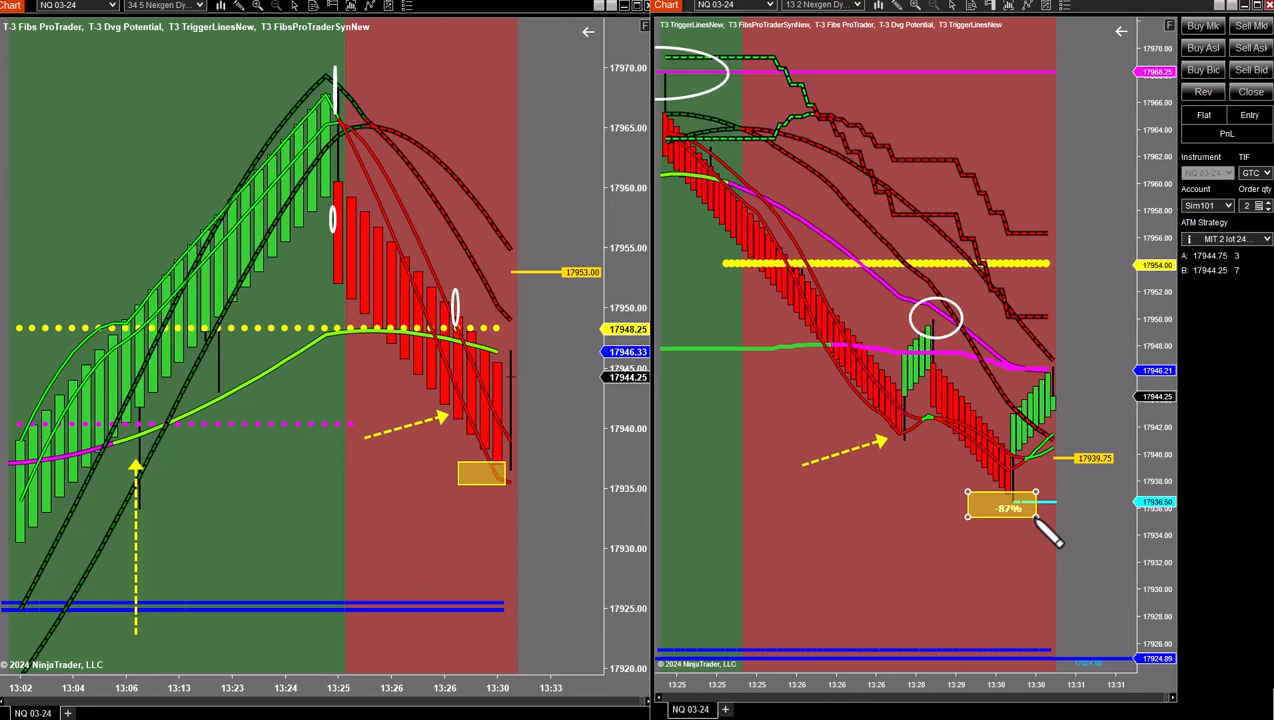 Chart NQ 03-24 34 5 Nexgen Dv...
T-3 Fibs ProTrader, T-3 Dvg Potential, T3 TriggerLinesNew, T3 FibsProTraderSynNew
17970.00
17965.00
17960.00
17955.00
17953.00
17950.00
17948.25
17946.33
17945.00
17944.25
17940.00
17935.00
17930.00
17925.00
17920.00
© 2024 NinjaTrader, LLC
13:02 13:04 13:06 13:13 13:23 13:24 13:25 13:26 13:26 13:30 13:33
NQ 03-24 +
Chart NQ 03-24 13 2 Nexgen Dy...
T3 TriggerLinesNew, T3 FibsProTraderSynNew, T-3 Fibs ProTrader, T-3 Dvg Potential, T3 TriggerLinesNew
F
17970.00
17968.25
17966.00
17964.00
17962.00
17960.00
17958.00
17956.00
17954.00
17952.00
17950.00
17948.00
17946.21
17944.25
17942.00
17940.00
17939.75
17938.00
17936.50
17936.00
-87%
17934.00
17932.00
17930.00
17928.00
17926.00
17924.89
17924.89
© 2024 NinjaTrader, LLC
13:25 13:25 13:25 13:26 13:26 13:28 13:29 13:30 13:30 13:31 13:31
NQ 03-24 +
F
Buy Mk Sell Mkt
Buy Ask Sell Ask
Buy Bid Sell Bid
Rev Close
Flat Entry
PnL
Instrument TIF
NQ 03-24 GTC
Account Order qty
Sim101 2
ATM Strategy
MIT 2 lot 24...
A: 17944.75 3
B: 17944.25 7